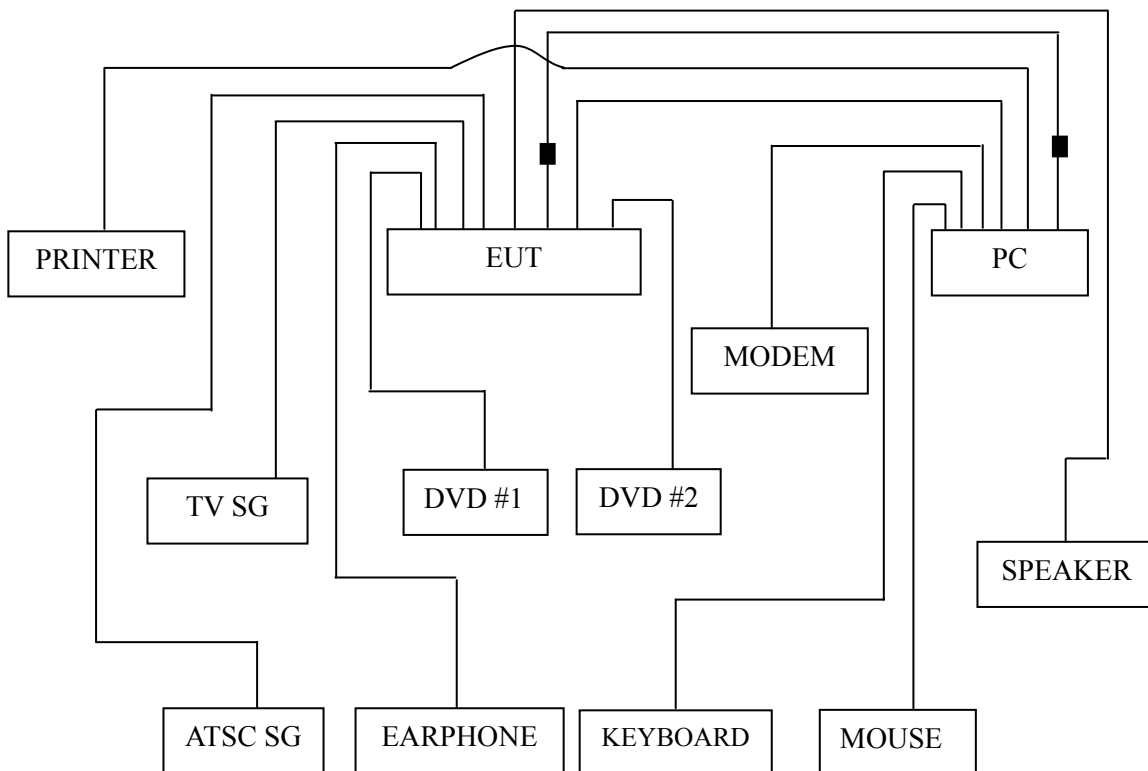 PRINTER
EUT
PC
MODEM
TV SG
DVD #1
DVD #2
SPEAKER
ATSC SG
EARPHONE
KEYBOARD
MOUSE